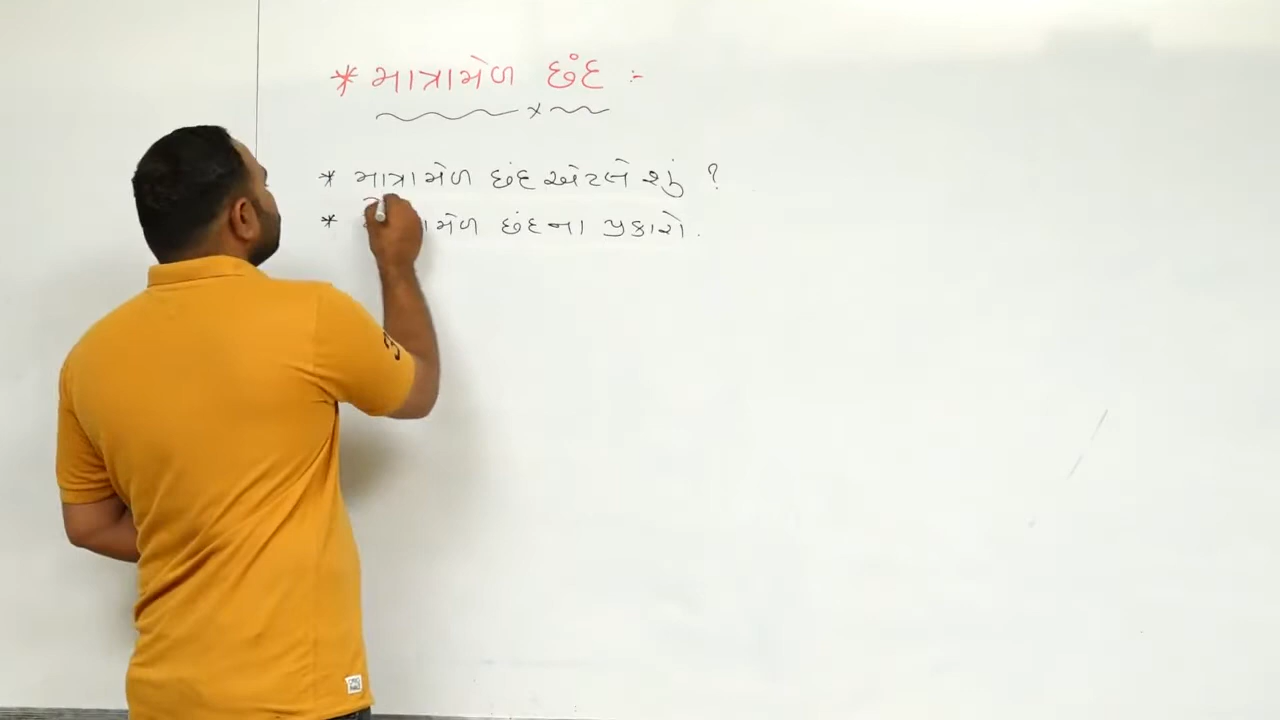 * માત્રામેળ છંદ :-
* માત્રામેળ છંદ એટલે શું ?
* છંદના પ્રકારો.